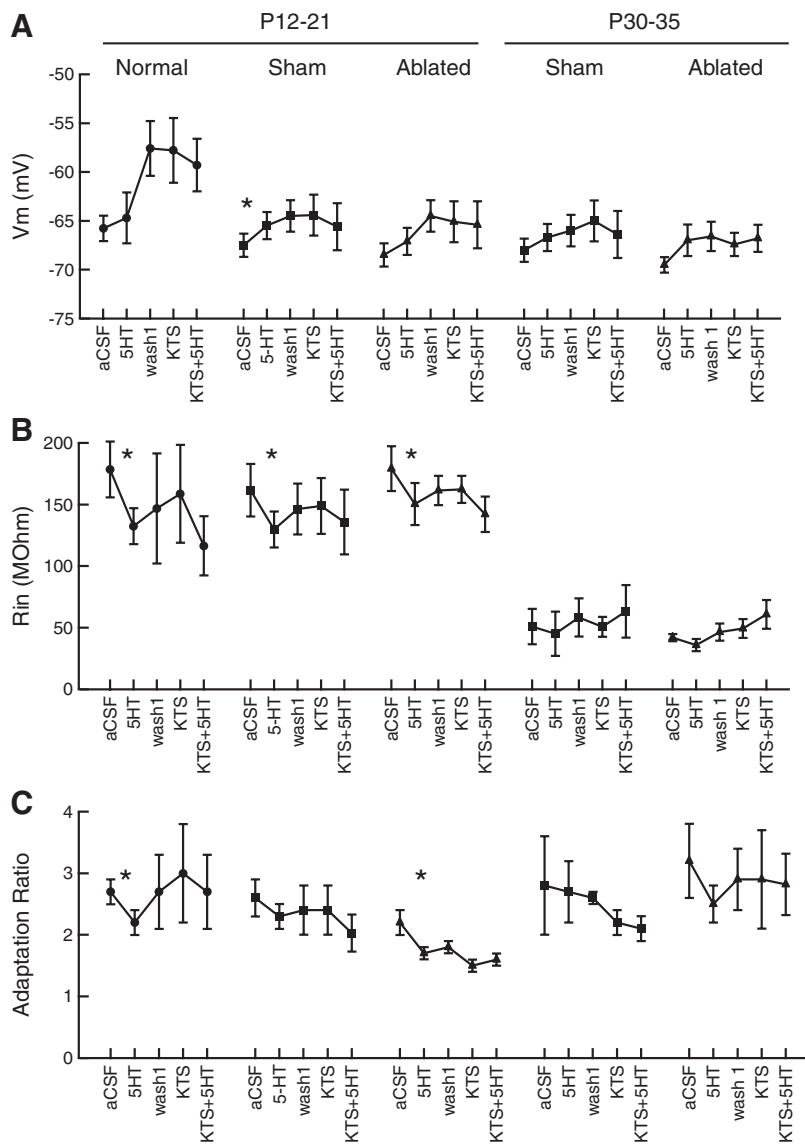 A
P12-21 P30-35
Normal Sham Ablated Sham Ablated
-50
-55
-60
-65
-70
-75
Vm (mV)
aCSF 5HT wash1 KTS KTS+5HT aCSF 5-HT wash1 KTS KTS+5HT aCSF 5HT wash1 KTS KTS+5HT aCSF 5HT wash1 KTS KTS+5HT aCSF 5HT wash 1 KTS KTS+5HT
*
B
200
150
100
50
0
Rin (MOhm)
* * *
aCSF 5HT wash1 KTS KTS+5HT aCSF 5-HT wash1 KTS KTS+5HT aCSF 5HT wash1 KTS KTS+5HT aCSF 5HT wash1 KTS KTS+5HT aCSF 5HT wash 1 KTS KTS+5HT
C
4
3
2
1
0
Adaptation Ratio
* *
aCSF 5HT wash1 KTS KTS+5HT aCSF 5-HT wash1 KTS KTS+5HT aCSF 5HT wash1 KTS KTS+5HT aCSF 5HT wash1 KTS KTS+5HT aCSF 5HT wash 1 KTS KTS+5HT